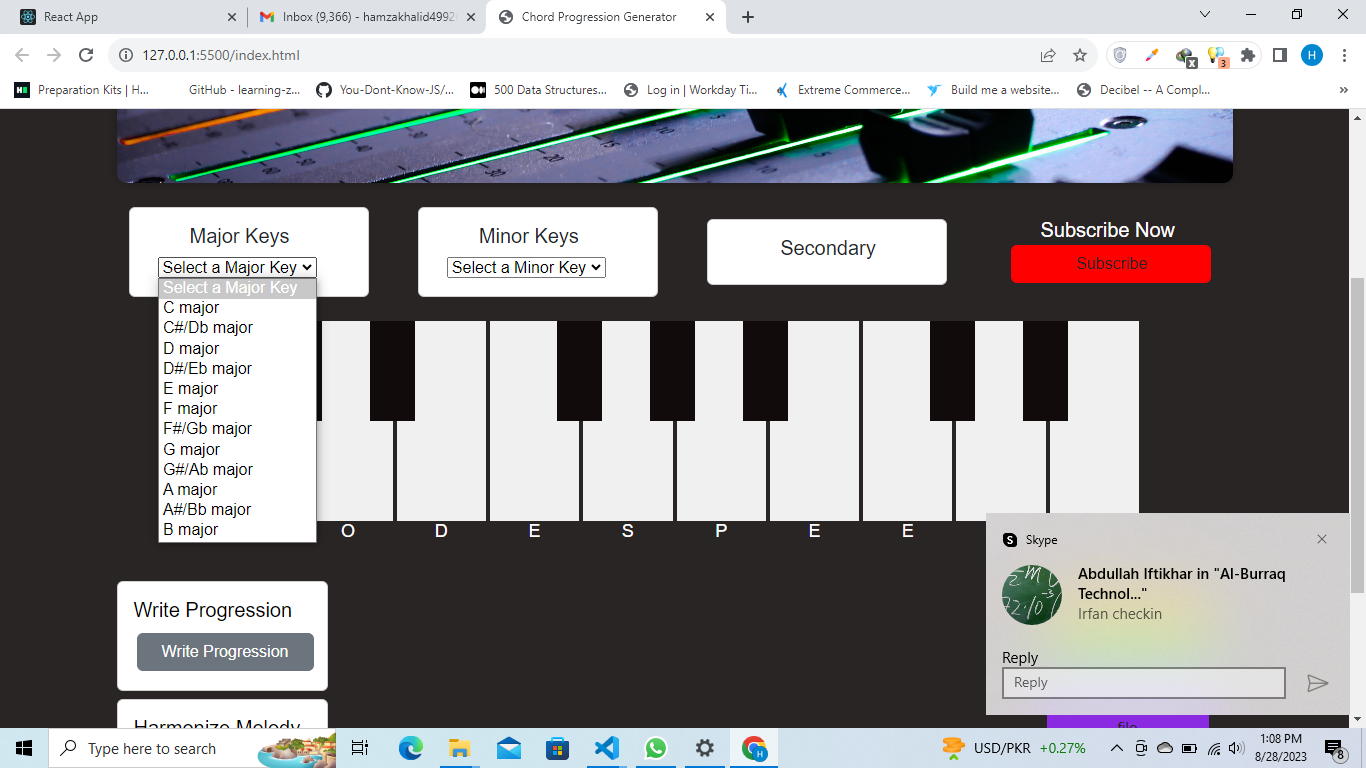 React App
Inbox (9,366) - hamzakhalid4992
Chord Progression Generator
127.0.0.1:5500/index.html
3
H
Preparation Kits | H...
GitHub - learning-z...
You-Dont-Know-JS/...
500 Data Structures...
Log in | Workday Ti...
Extreme Commerce...
Build me a website...
Decibel -- A Compl...
»
Major Keys
Minor Keys
Secondary
Subscribe Now
Select a Major Key
Select a Minor Key
Subscribe
Select a Major Key
C major
C#/Db major
D major
D#/Eb major
E major
F major
F#/Gb major
G major
G#/Ab major
A major
A#/Bb major
B major
O D E S P E E
Skype
Abdullah Iftikhar in "Al-Burraq
Technol..."
Irfan checkin
Reply
Reply
Write Progression
Write Progression
Harmonize Melody
file
Type here to search
USD/PKR +0.27%
1:08 PM
8/28/2023
8